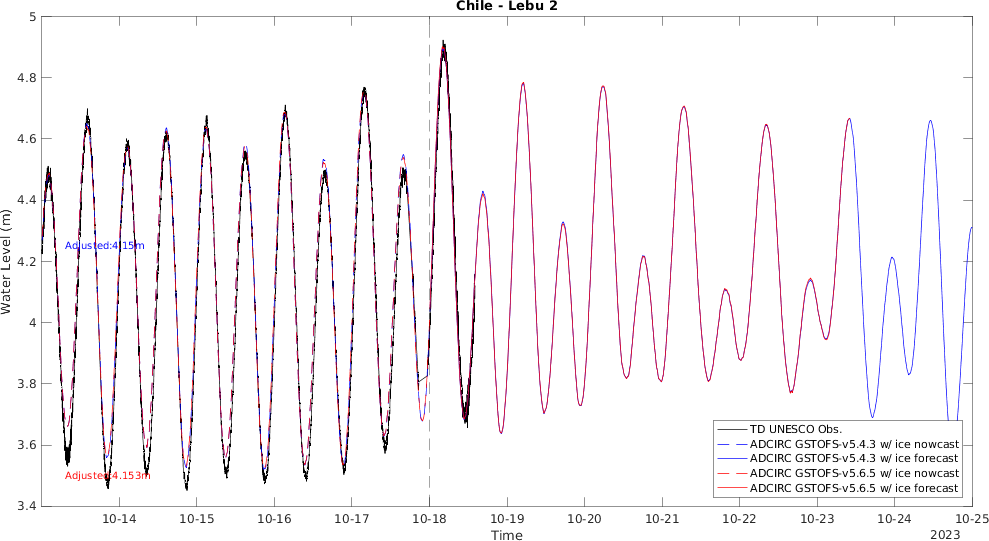 Chile - Lebu 2
5
4.8
4.6
4.4
4.2
4
3.8
3.6
3.4
Water Level (m)
Adjusted:4.15m
Adjusted:4.153m
TD UNESCO Obs.
ADCIRC GSTOFS-v5.4.3 w/ ice nowcast
ADCIRC GSTOFS-v5.4.3 w/ ice forecast
ADCIRC GSTOFS-v5.6.5 w/ ice nowcast
ADCIRC GSTOFS-v5.6.5 w/ ice forecast
10-14 10-15 10-16 10-17 10-18 10-19 10-20 10-21 10-22 10-23 10-24 10-25
Time
2023